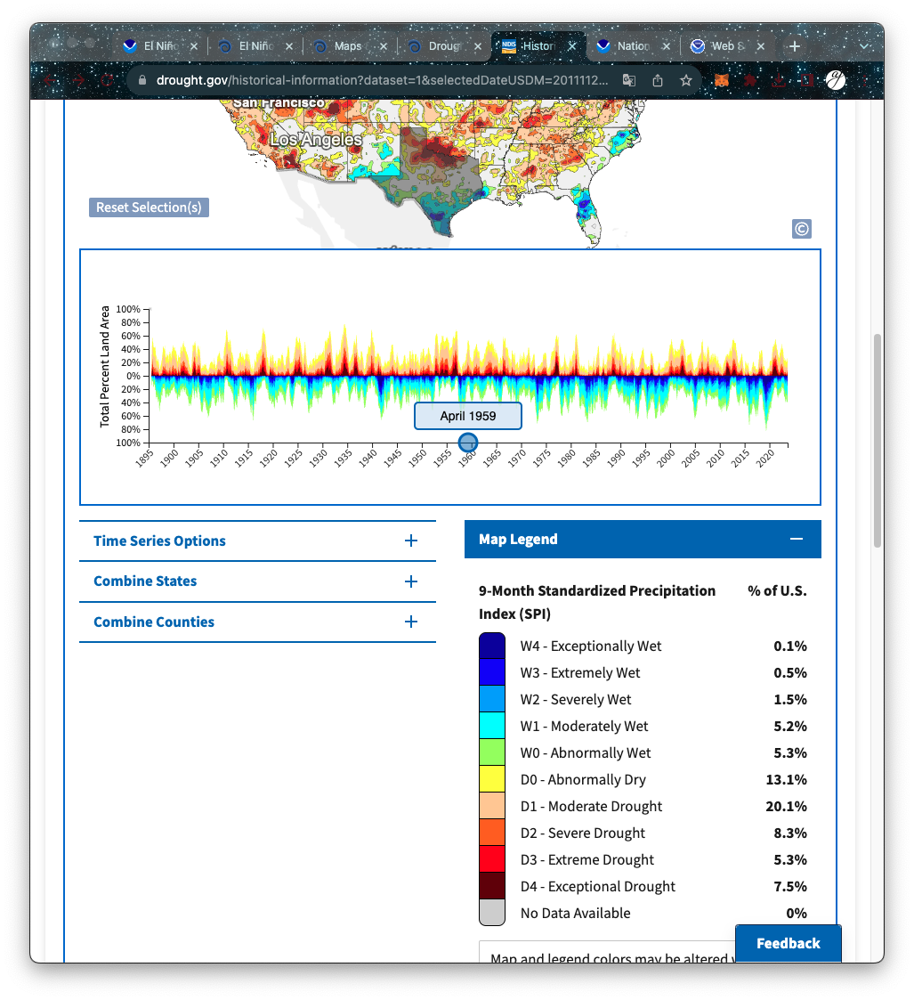 El Niño
El Niño
Maps
Droug
NIDIS
Histor
Nation
Web &
drought.gov/historical-information?dataset=1&selectedDateUSDM=2011112...
San Francisco
Los Angeles
Reset Selection(s)
©
Total Percent Land Area
100%
80%
60%
40%
20%
0%
20%
40%
60%
80%
100%
April 1959
1895 1900 1905 1910 1915 1920 1925 1930 1935 1940 1945 1950 1955 1960 1965 1970 1975 1980 1985 1990 1995 2000 2005 2010 2015 2020
Time Series Options
Combine States
Combine Counties
Map Legend
9-Month Standardized Precipitation % of U.S.
Index (SPI)
W4 - Exceptionally Wet 0.1%
W3 - Extremely Wet 0.5%
W2 - Severely Wet 1.5%
W1 - Moderately Wet 5.2%
W0 - Abnormally Wet 5.3%
D0 - Abnormally Dry 13.1%
D1 - Moderate Drought 20.1%
D2 - Severe Drought 8.3%
D3 - Extreme Drought 5.3%
D4 - Exceptional Drought 7.5%
No Data Available 0%
Feedback
Map and legend colors may be altered